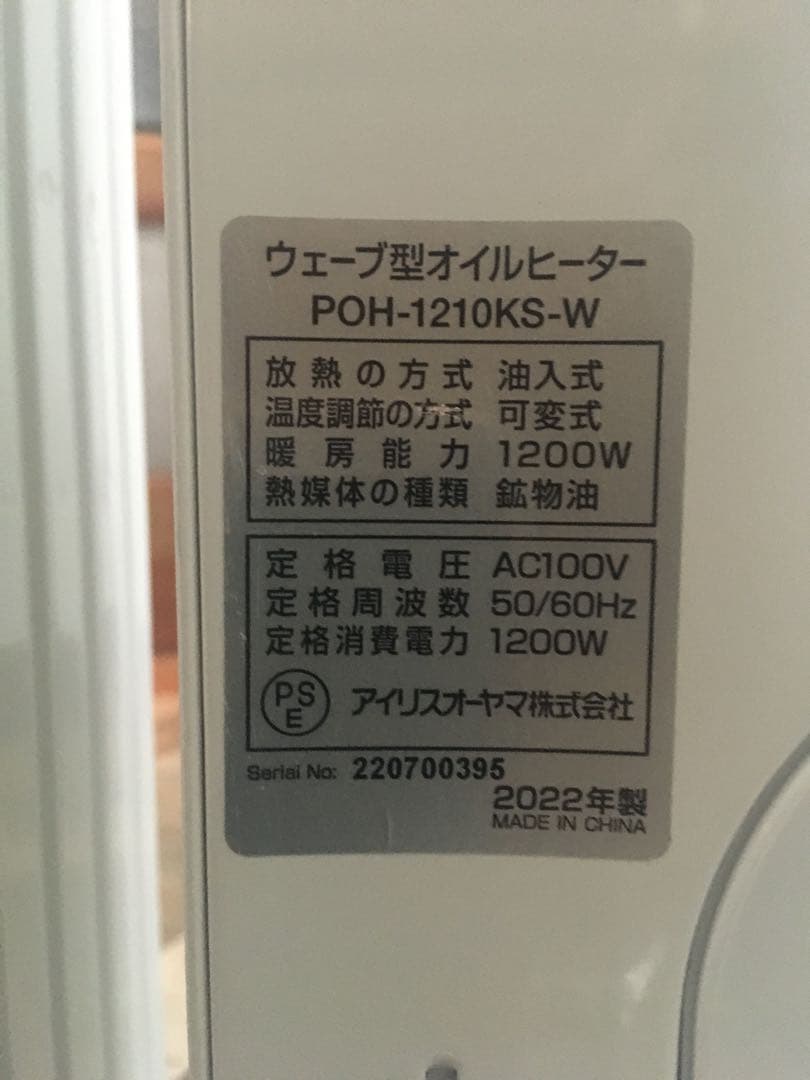 ウェーブ型オイルヒーター
POH-1210KS-W
放熱の方式 油入式
温度調節の方式 可変式
暖房能力 1200W
熱媒体の種類 鉱物油
定格電圧 AC100V
定格周波数 50/60Hz
定格消費電力 1200W
PSE アイリスオーヤマ株式会社
Serial No: 220700395
2022年製
MADE IN CHINA